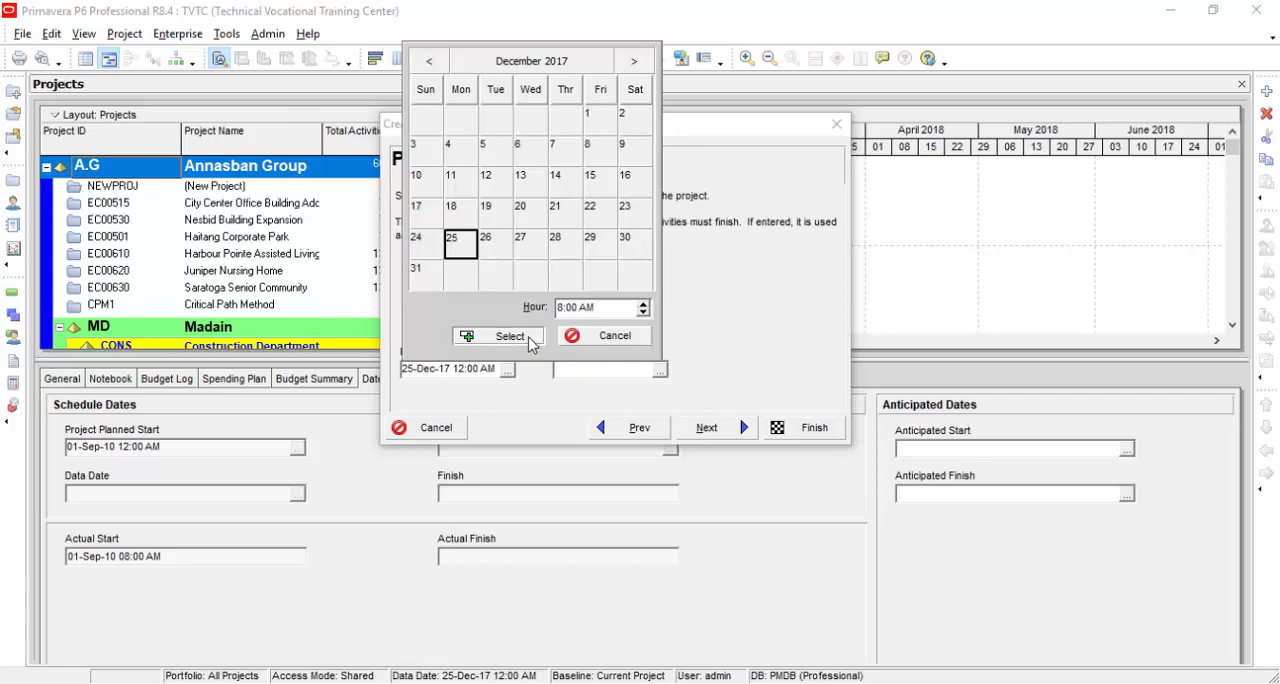 Primavera P6 Professional R8.4 : TVTC (Technical Vocational Training Center)
File Edit View Project Enterprise Tools Admin Help
Projects
Layout: Projects
Project ID Project Name Total Activiti
A.G Annasban Group 6
NEWPROJ (New Project)
EC00515 City Center Office Building Adc
EC00530 Nesbid Building Expansion
EC00501 Haitang Corporate Park
EC00610 Harbour Pointe Assisted Living 1
EC00620 Juniper Nursing Home 1
EC00630 Saratoga Senior Community 1
CPM1 Critical Path Method
MD Madain
CONS Construction Department
December 2017
Sun Mon Tue Wed Thr Fri Sat
1 2
3 4 5 6 7 8 9
10 11 12 13 14 15 16
17 18 19 20 21 22 23
24 25 26 27 28 29 30
31
Hour: 8:00 AM
Select Cancel
Cre
P
S he project.
T vities must finish. If entered, it is used
a
25-Dec-17 12:00 AM ...
...
Cancel Prev Next Finish
April 2018 May 2018 June 2018
5 01 08 15 22 29 06 13 20 27 03 10 17 24 01
General Notebook Budget Log Spending Plan Budget Summary Date
Schedule Dates
Project Planned Start
01-Sep-10 12:00 AM
Data Date
Finish
Actual Start
01-Sep-10 08:00 AM
Actual Finish
Anticipated Dates
Anticipated Start
...
Anticipated Finish
...
Portfolio: All Projects Access Mode: Shared Data Date: 25-Dec-17 12:00 AM Baseline: Current Project User: admin DB: PMDB (Professional)